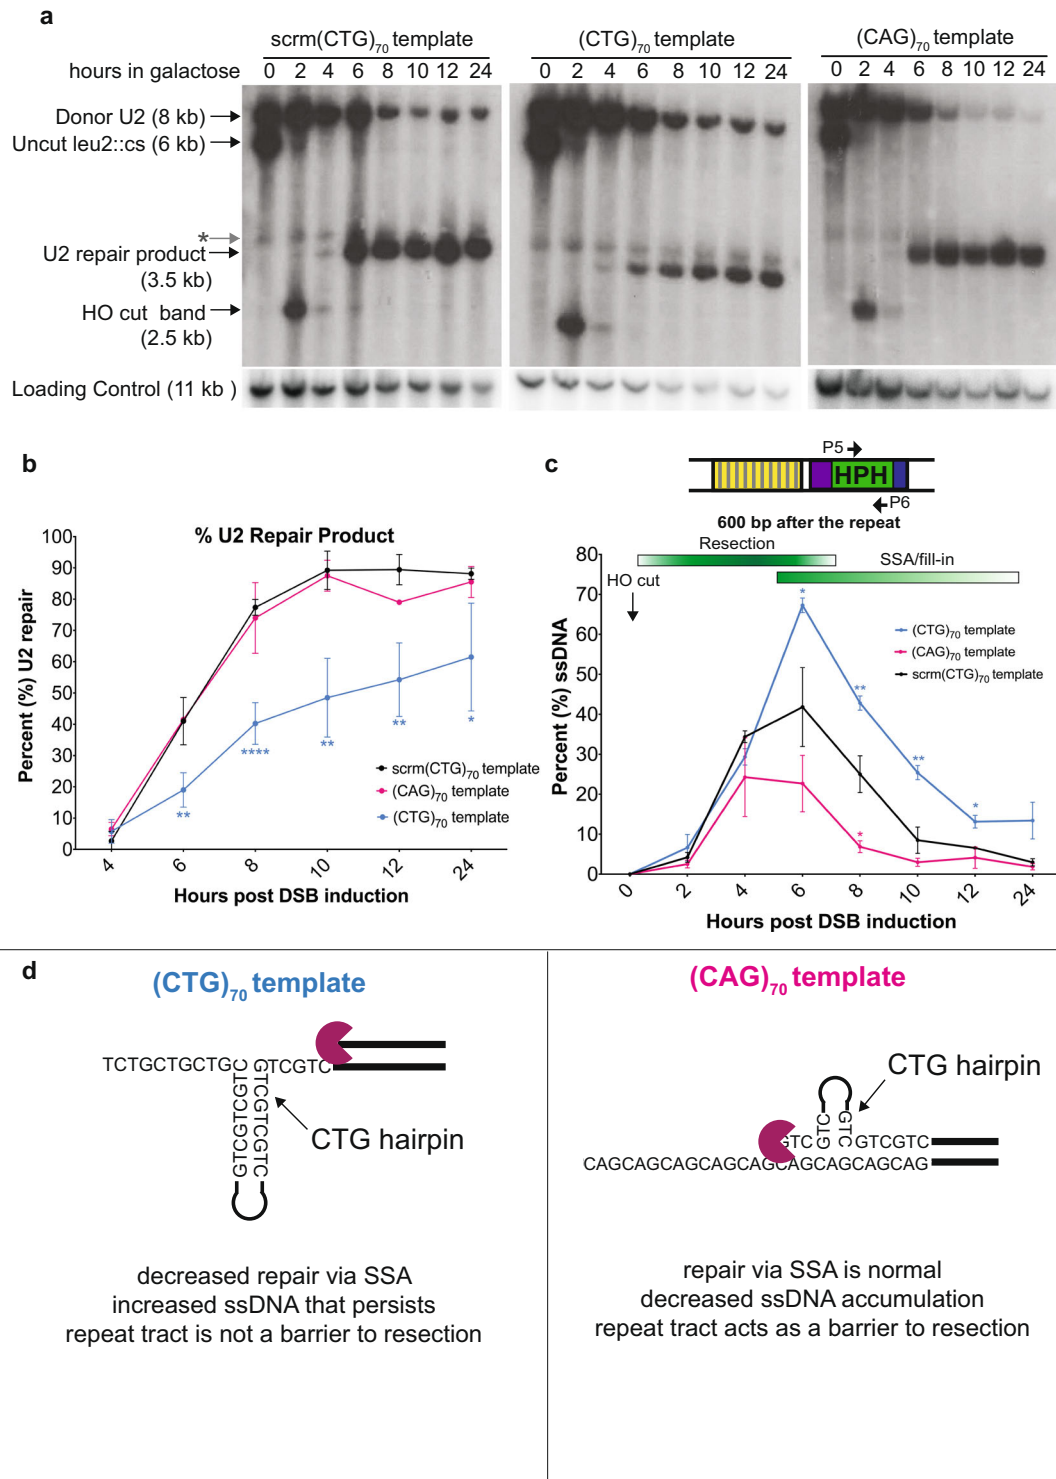 a
scrm(CTG)70 template
(CTG)70 template
(CAG)70 template
hours in galactose
0 2 4 6 8 10 12 24
0 2 4 6 8 10 12 24
0 2 4 6 8 10 12 24
Donor U2 (8 kb)
Uncut leu2::cs (6 kb)
*
U2 repair product
(3.5 kb)
HO cut band
(2.5 kb)
Loading Control (11 kb )
b
% U2 Repair Product
Percent (%) U2 repair
100
90
80
70
60
50
40
30
20
10
0
**
****
**
**
*
scrm(CTG)70 template
(CAG)70 template
(CTG)70 template
4 6 8 10 12 24
Hours post DSB induction
c
P5
HPH
P6
600 bp after the repeat
Resection
SSA/fill-in
HO cut
Percent (%) ssDNA
80
70
60
50
40
30
20
10
0
*
**
**
*
*
(CTG)70 template
(CAG)70 template
scrm(CTG)70 template
0 2 4 6 8 10 12 24
Hours post DSB induction
d
(CTG)70 template
TCTGCTGCTGC
GTCGTCGTC
GTCGTCGTC
GTCGTC
CTG hairpin
decreased repair via SSA
increased ssDNA that persists
repeat tract is not a barrier to resection
(CAG)70 template
CTG hairpin
GTC
GTC
GTC
GTCGTC
CAGCAGCAGCAGCAGCAGCAGCAGCAG
repair via SSA is normal
decreased ssDNA accumulation
repeat tract acts as a barrier to resection